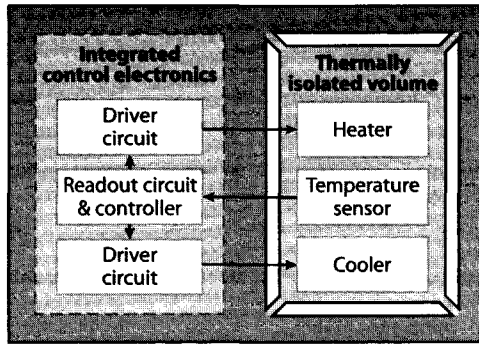 Integrated
control electronics
Driver
circuit
Readout circuit
& controller
Driver
circuit
Thermally
isolated volume
Heater
Temperature
sensor
Cooler